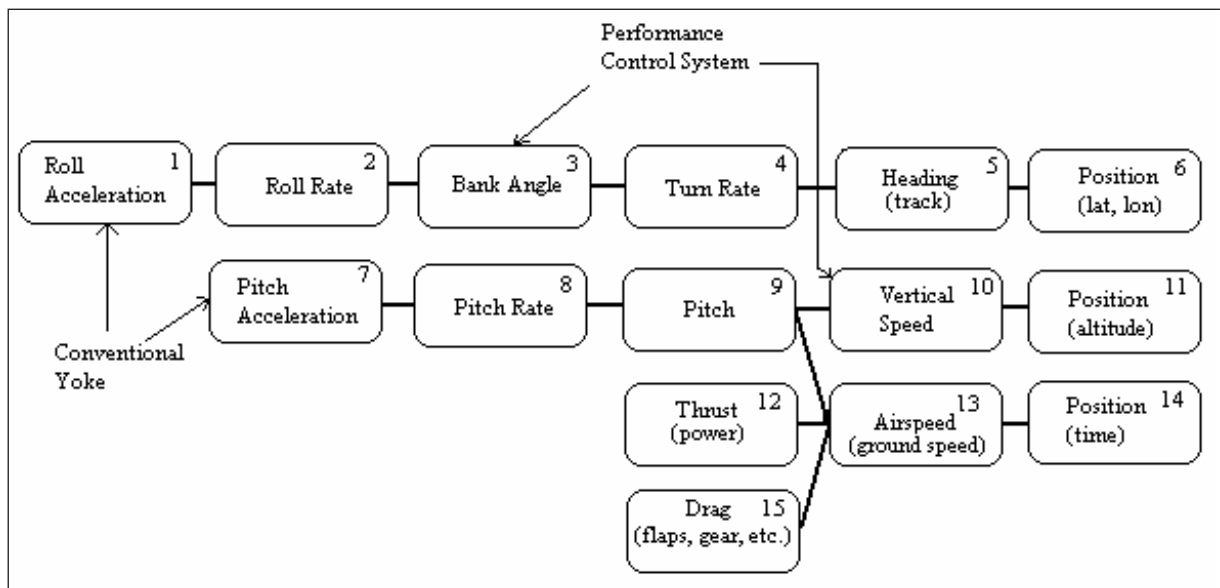 Performance
Control System
Roll
Acceleration
1
Roll Rate
2
Bank Angle
3
Turn Rate
4
Heading
(track)
5
Position
(lat, lon)
6
Pitch
Acceleration
7
Pitch Rate
8
Pitch
9
Vertical
Speed
10
Position
(altitude)
11
Conventional
Yoke
Thrust
(power)
12
Airspeed
(ground speed)
13
Position
(time)
14
Drag
(flaps, gear, etc.)
15